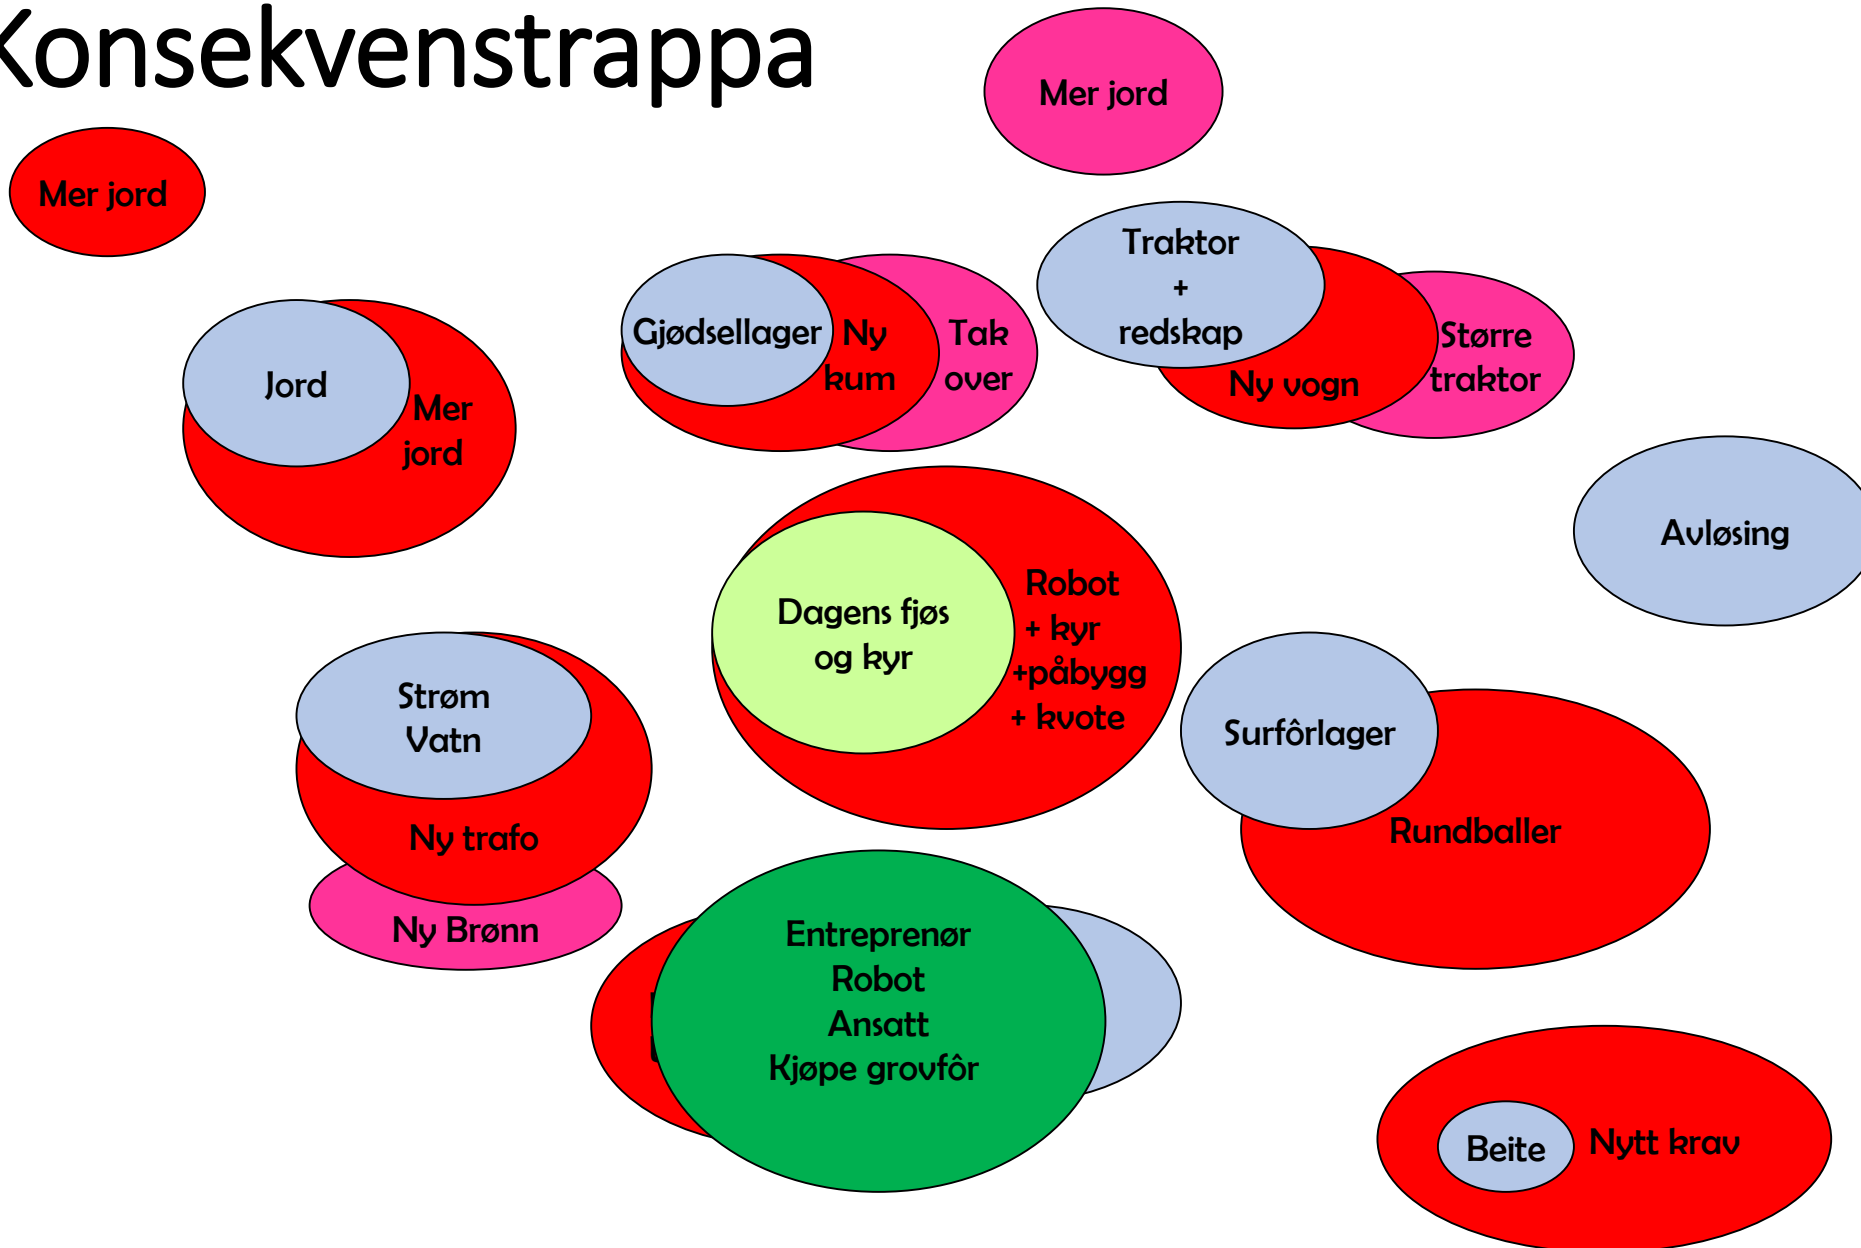 Konsekvenstrappa
Mer jord
Mer jord
Traktor
+
redskap
Gjødsellager
Ny
kum
Tak
over
Større
traktor
Ny vogn
Jord
Mer
jord
Avløsing
Dagens fjøs
og kyr
Robot
+ kyr
+påbygg
+ kvote
Strøm
Vatn
Surfôrlager
Ny trafo
Rundballer
Ny Brønn
Entreprenør
Robot
Ansatt
Kjøpe grovfôr
Beite
Nytt krav